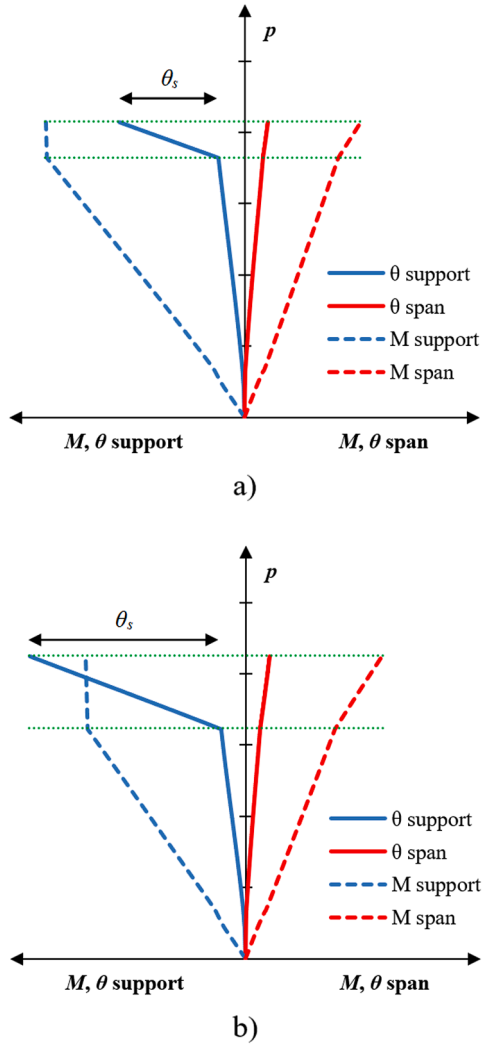 p
θs
θ support
θ span
M support
M span
M, θ support
M, θ span
a)
p
θs
θ support
θ span
M support
M span
M, θ support
M, θ span
b)